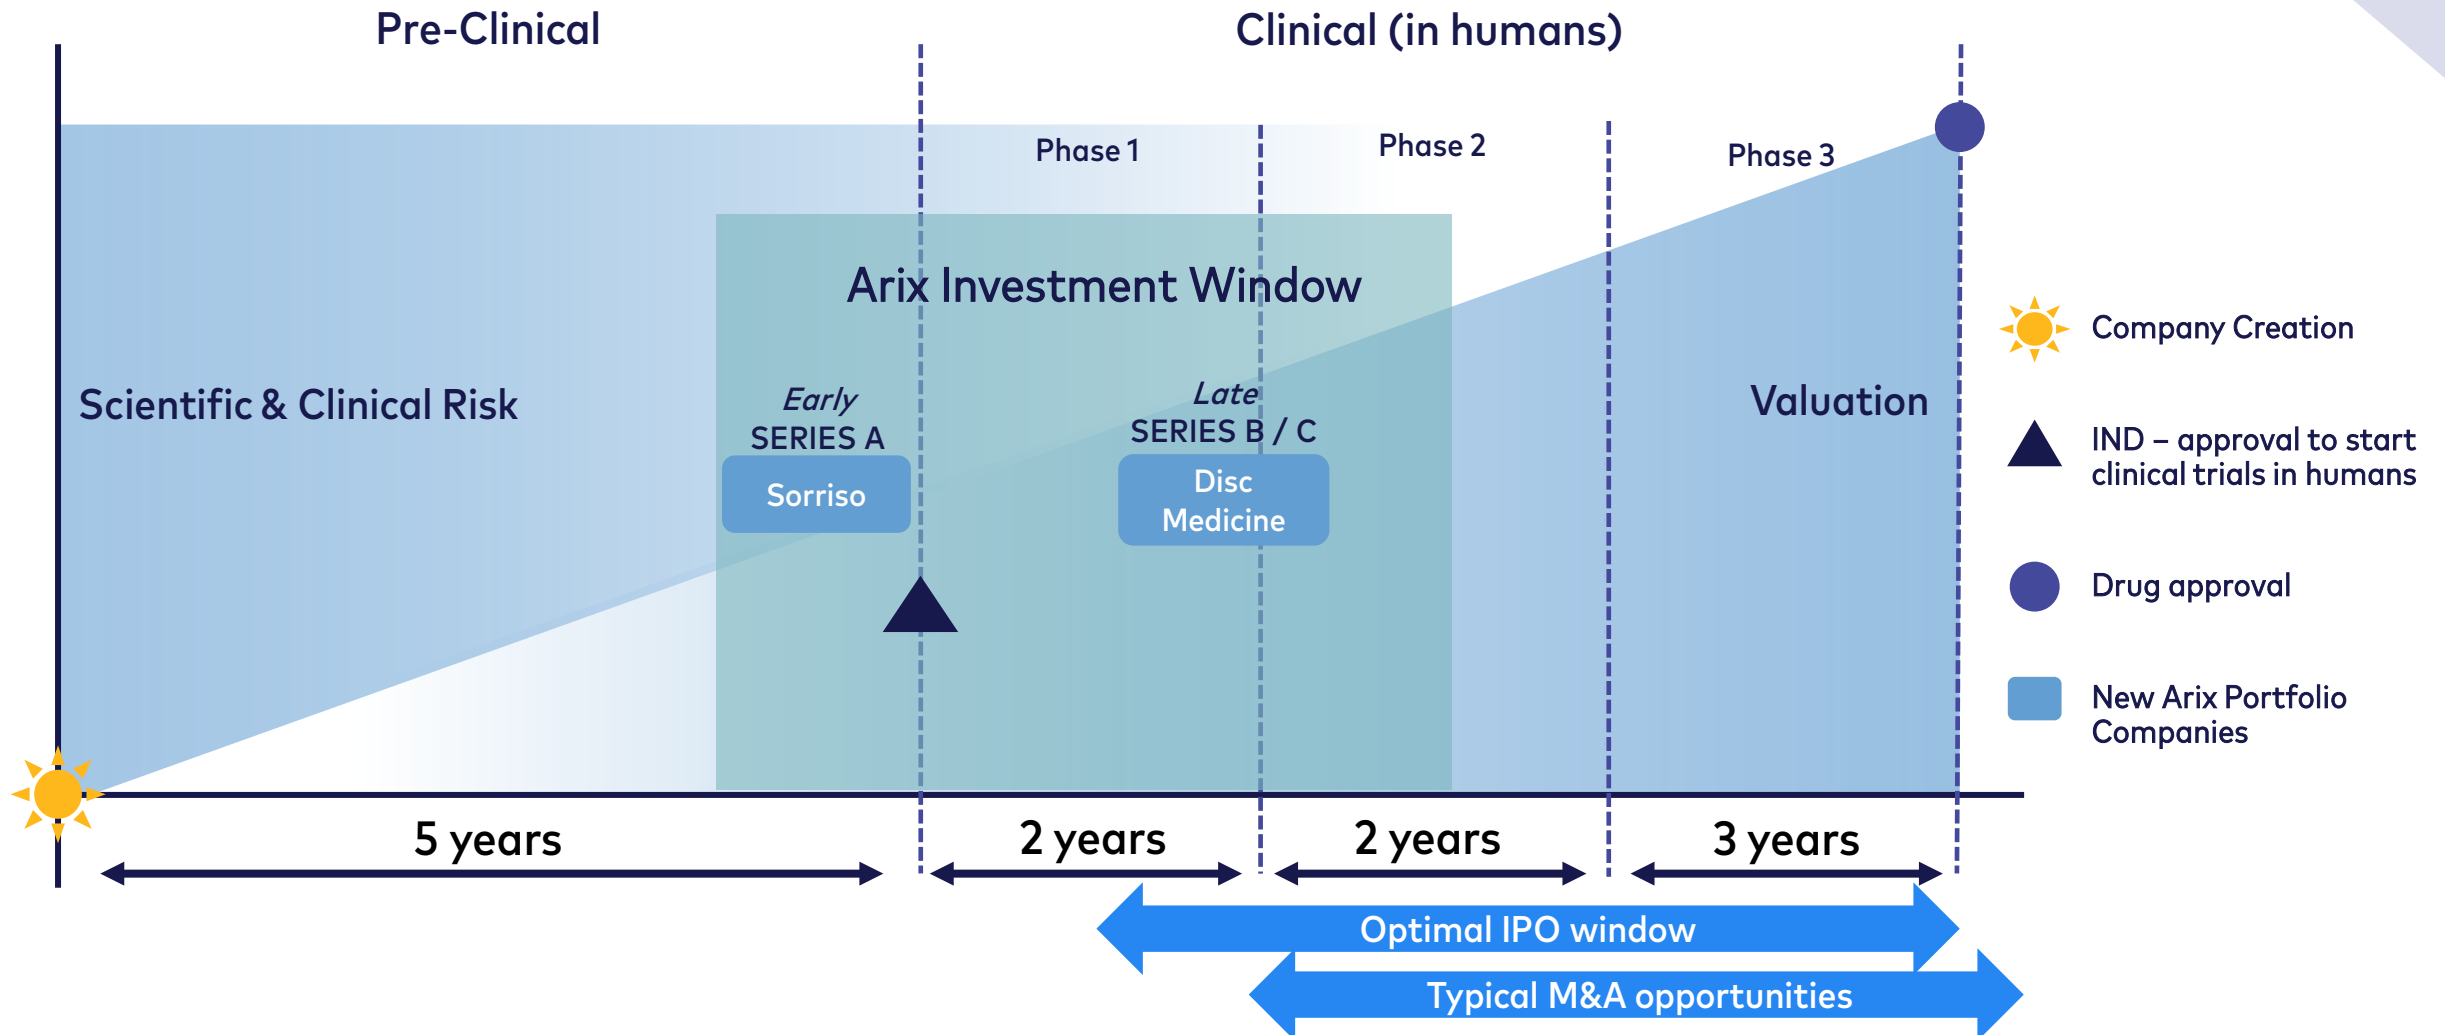 Pre-Clinical
Clinical (in humans)
Phase 1
Phase 2
Phase 3
Arix Investment Window
Scientific & Clinical Risk
Early
SERIES A
Sorriso
Late
SERIES B / C
Disc
Medicine
Valuation
Company Creation
IND – approval to start
clinical trials in humans
Drug approval
New Arix Portfolio
Companies
5 years
2 years
2 years
3 years
Optimal IPO window
Typical M&A opportunities